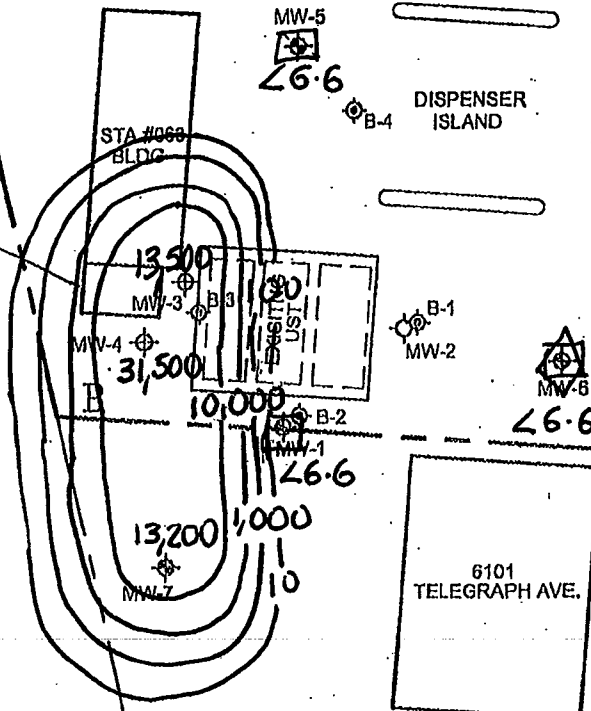 MW-5
<6.6
B-4
DISPENSER
ISLAND
STA #063
BLDG
13,500
MW-3
B-3
100
EXISTING
UST
MW-4
31,500
B-1
MW-2
MW-6
<6.6
10,000
B-2
MW-1
<6.6
13,200
1,000
MW-7
10
6101
TELEGRAPH AVE.